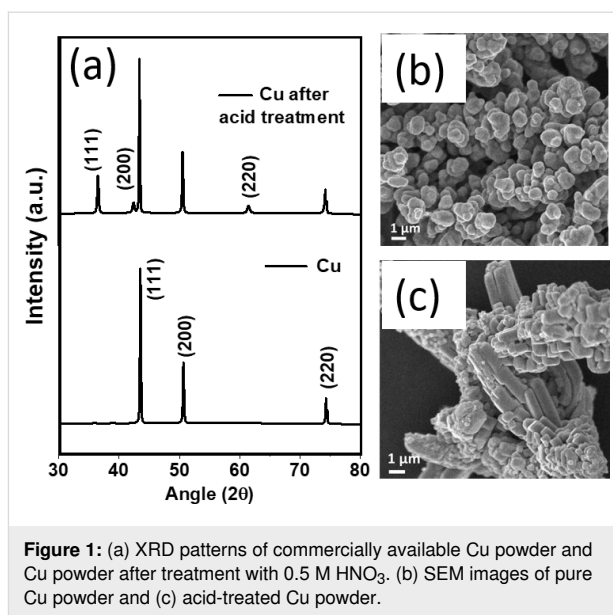 (a)
Cu after
acid treatment
(111)
(200)
(220)
Cu
(111)
(200)
(220)
Intensity (a.u.)
30 40 50 60 70 80
Angle (2θ)
(b)
1 μm
(c)
1 μm
Figure 1: (a) XRD patterns of commercially available Cu powder and
Cu powder after treatment with 0.5 M HNO₃. (b) SEM images of pure
Cu powder and (c) acid-treated Cu powder.